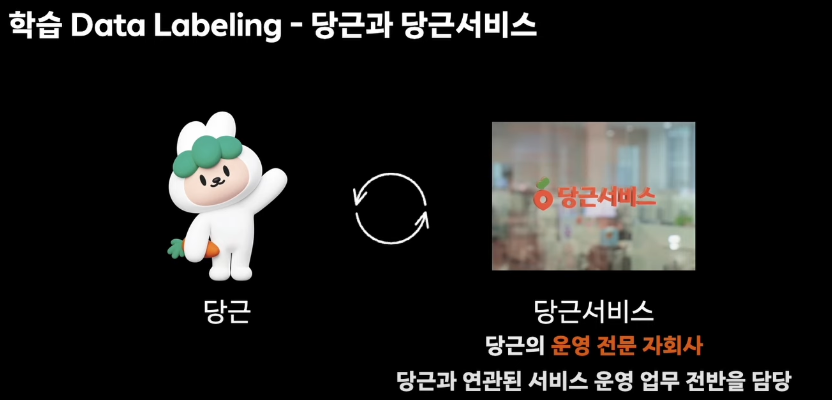 학습 Data Labeling - 당근과 당근서비스
당근서비스
당근
당근서비스
당근의 운영 전문 자회사
당근과 연관된 서비스 운영 업무 전반을 담당